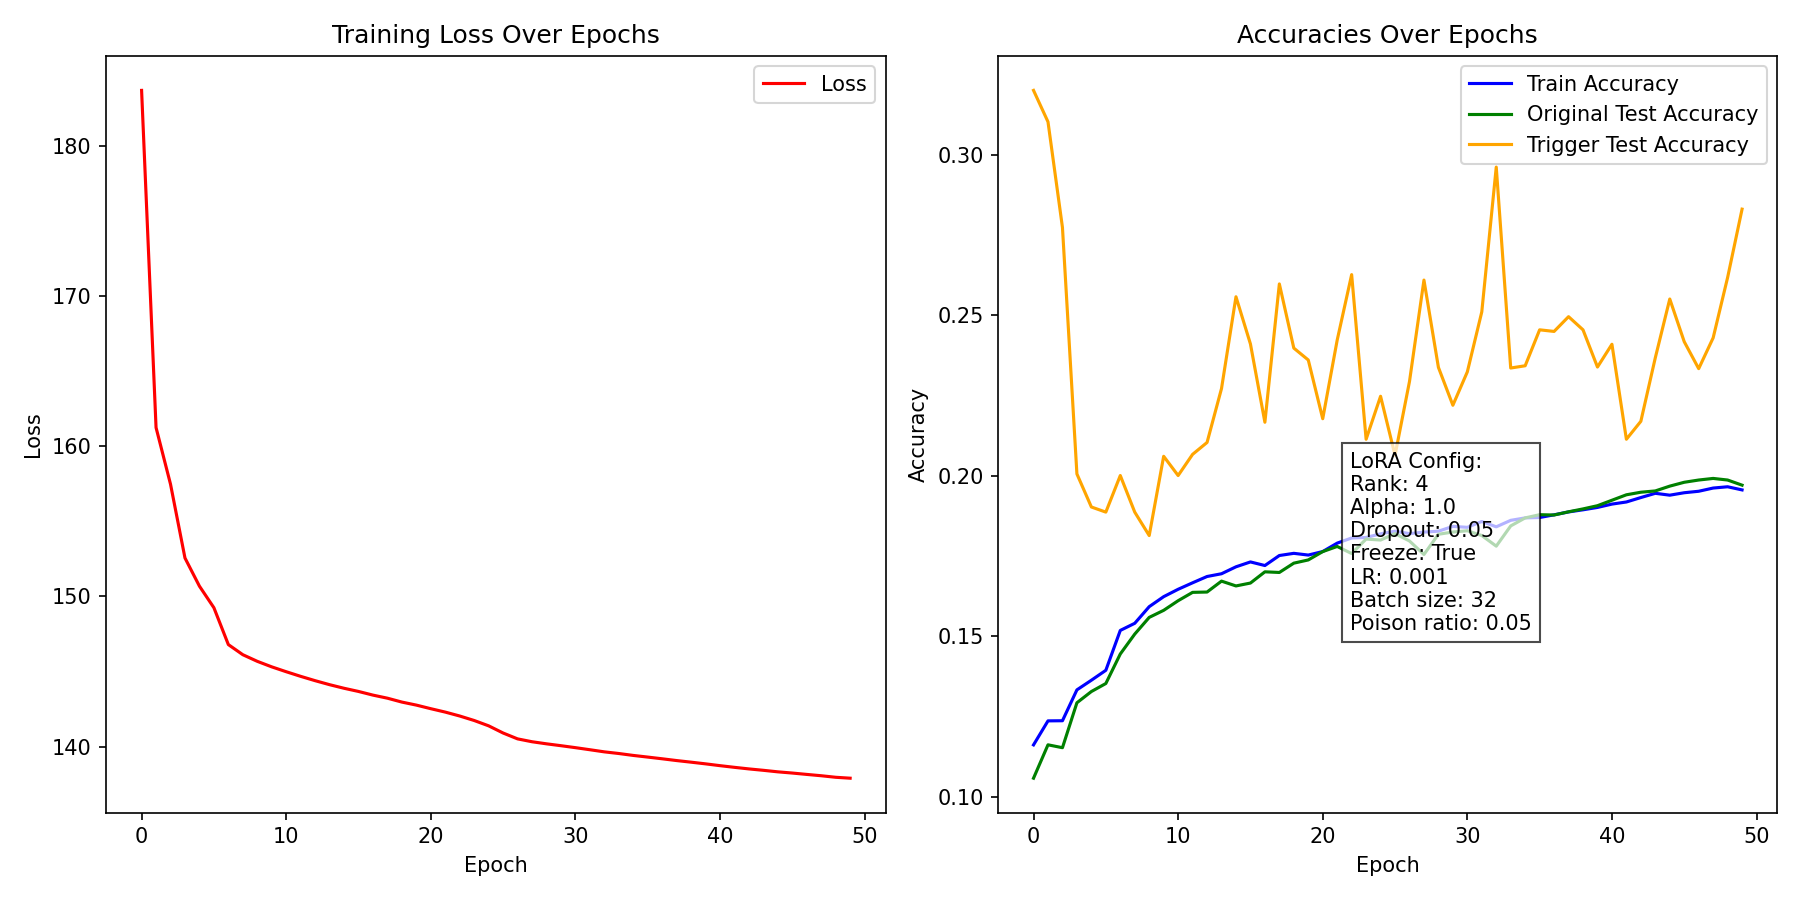 Training Loss Over Epochs
Loss
180
170
160
150
140
Loss
0
10
20
30
40
50
Epoch
Accuracies Over Epochs
Train Accuracy
Original Test Accuracy
Trigger Test Accuracy
0.30
0.25
0.20
0.15
0.10
Accuracy
LoRA Config:
Rank: 4
Alpha: 1.0
Dropout: 0.05
Freeze: True
LR: 0.001
Batch size: 32
Poison ratio: 0.05
0
10
20
30
40
50
Epoch